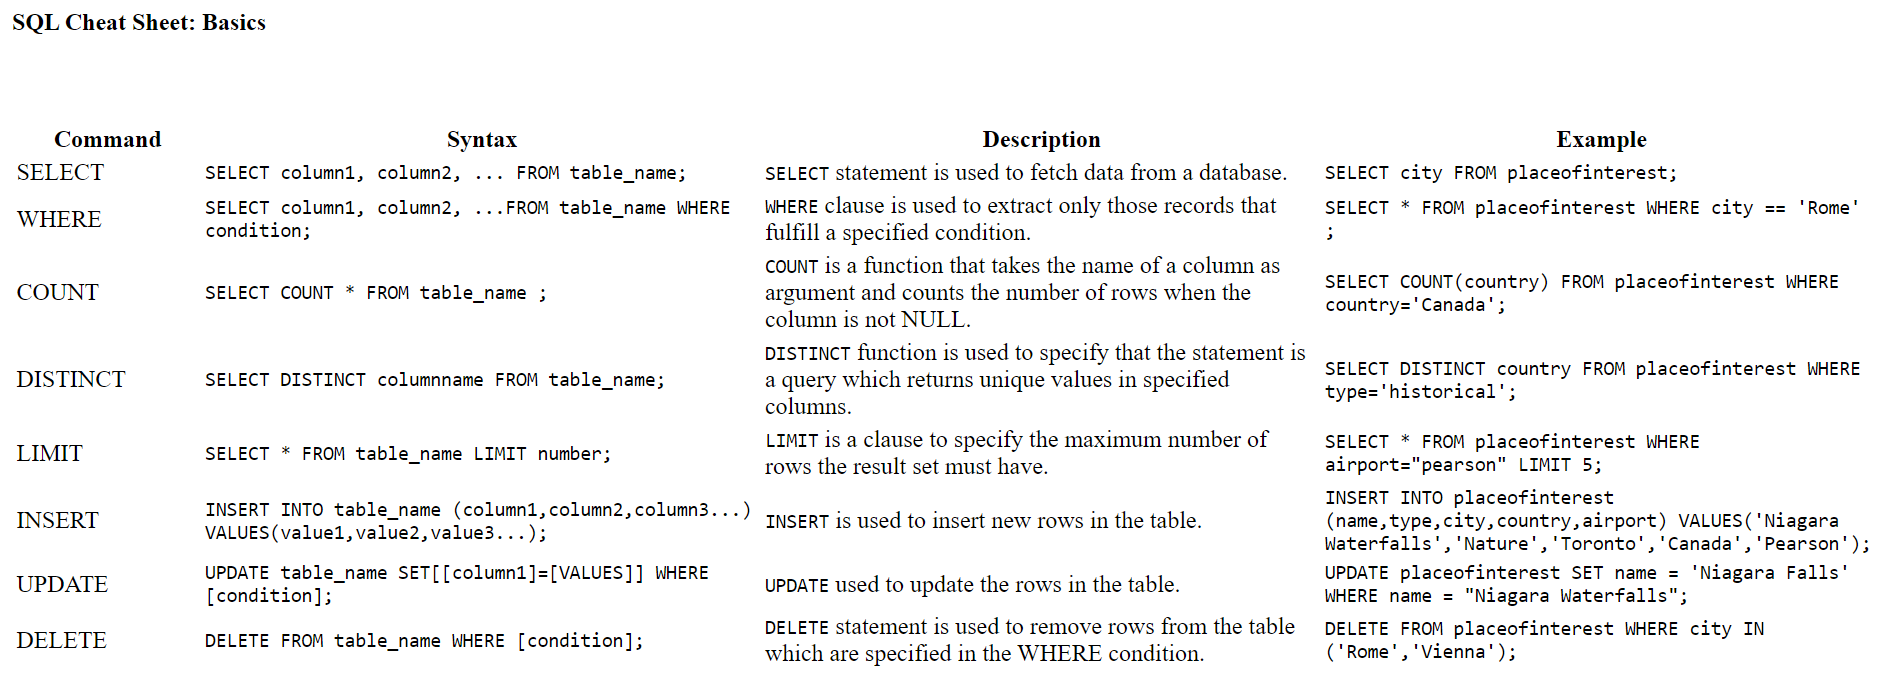 SQL Cheat Sheet: Basics
Command Syntax Description Example
SELECT
SELECT column1, column2, ... FROM table_name;
SELECT statement is used to fetch data from a database.
SELECT city FROM placeofinterest;
WHERE
SELECT column1, column2, ...FROM table_name WHERE
condition;
WHERE clause is used to extract only those records that
fulfill a specified condition.
SELECT * FROM placeofinterest WHERE city == 'Rome'
;
COUNT
SELECT COUNT * FROM table_name ;
COUNT is a function that takes the name of a column as
argument and counts the number of rows when the
column is not NULL.
SELECT COUNT(country) FROM placeofinterest WHERE
country='Canada';
DISTINCT
SELECT DISTINCT columnname FROM table_name;
DISTINCT function is used to specify that the statement is
a query which returns unique values in specified
columns.
SELECT DISTINCT country FROM placeofinterest WHERE
type='historical';
LIMIT
SELECT * FROM table_name LIMIT number;
LIMIT is a clause to specify the maximum number of
rows the result set must have.
SELECT * FROM placeofinterest WHERE
airport="pearson" LIMIT 5;
INSERT
INSERT INTO table_name (column1,column2,column3...)
VALUES(value1,value2,value3...);
INSERT is used to insert new rows in the table.
INSERT INTO placeofinterest
(name,type,city,country,airport) VALUES('Niagara
Waterfalls','Nature','Toronto','Canada','Pearson');
UPDATE
UPDATE table_name SET[[column1]=[VALUES]] WHERE
[condition];
UPDATE used to update the rows in the table.
UPDATE placeofinterest SET name = 'Niagara Falls'
WHERE name = "Niagara Waterfalls";
DELETE
DELETE FROM table_name WHERE [condition];
DELETE statement is used to remove rows from the table
which are specified in the WHERE condition.
DELETE FROM placeofinterest WHERE city IN
('Rome','Vienna');